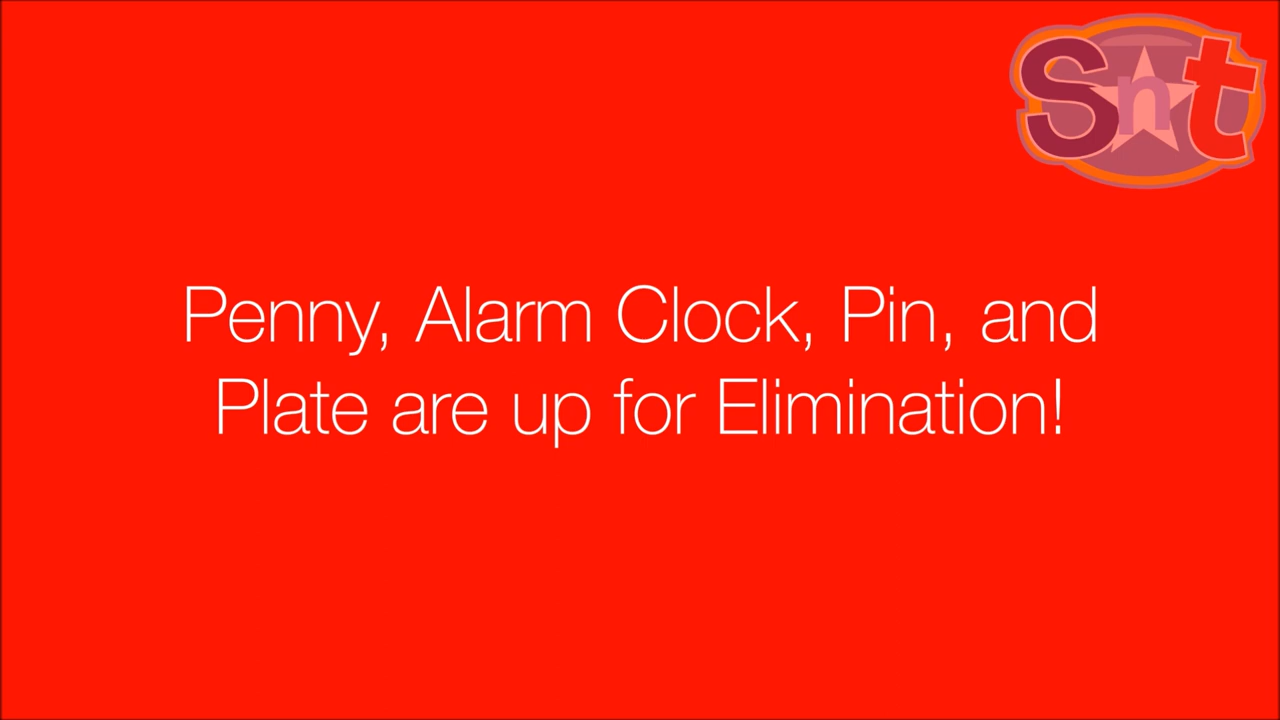 Snt
Penny, Alarm Clock, Pin, and
Plate are up for Elimination!